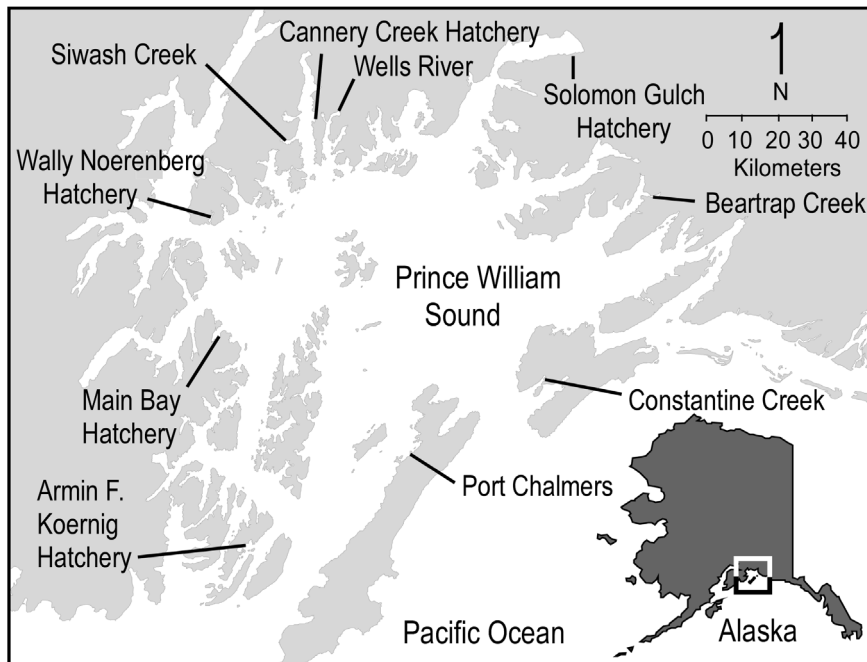 Cannery Creek Hatchery
Siwash Creek
Wells River
Solomon Gulch
Hatchery
N
0 10 20 40
Kilometers
Wally Noerenberg
Hatchery
Beartrap Creek
Prince William
Sound
Main Bay
Hatchery
Constantine Creek
Port Chalmers
Armin F.
Koernig
Hatchery
Pacific Ocean
Alaska